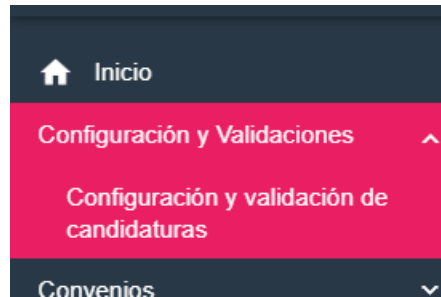 Inicio
Configuración y Validaciones
Configuración y validación de
candidaturas
Convenios